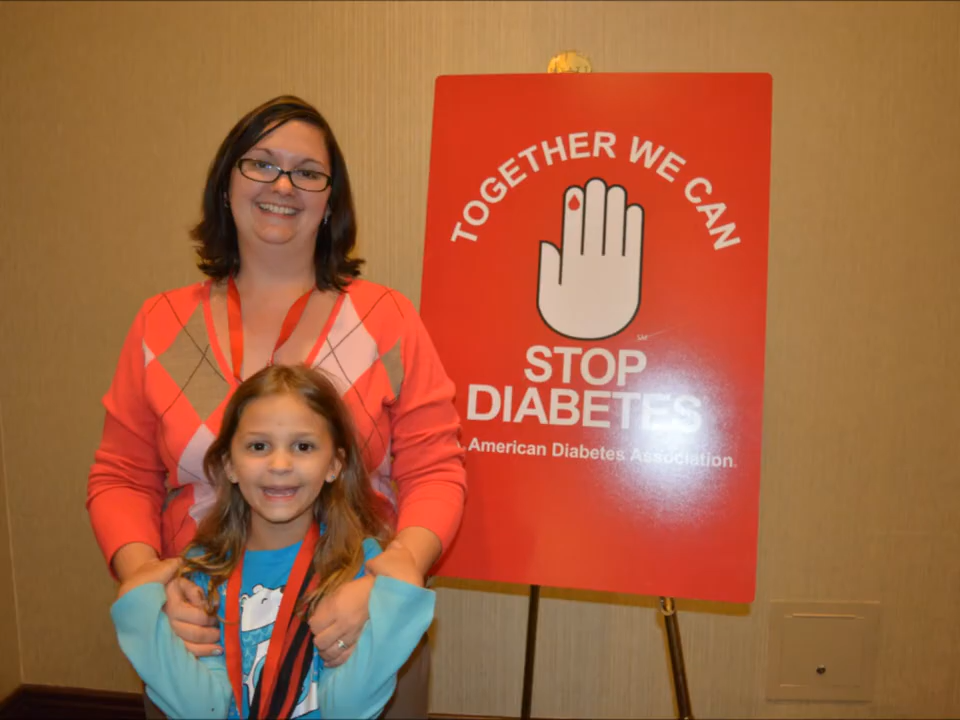 TOGETHER WE CAN
STOP
DIABETES
American Diabetes Association.